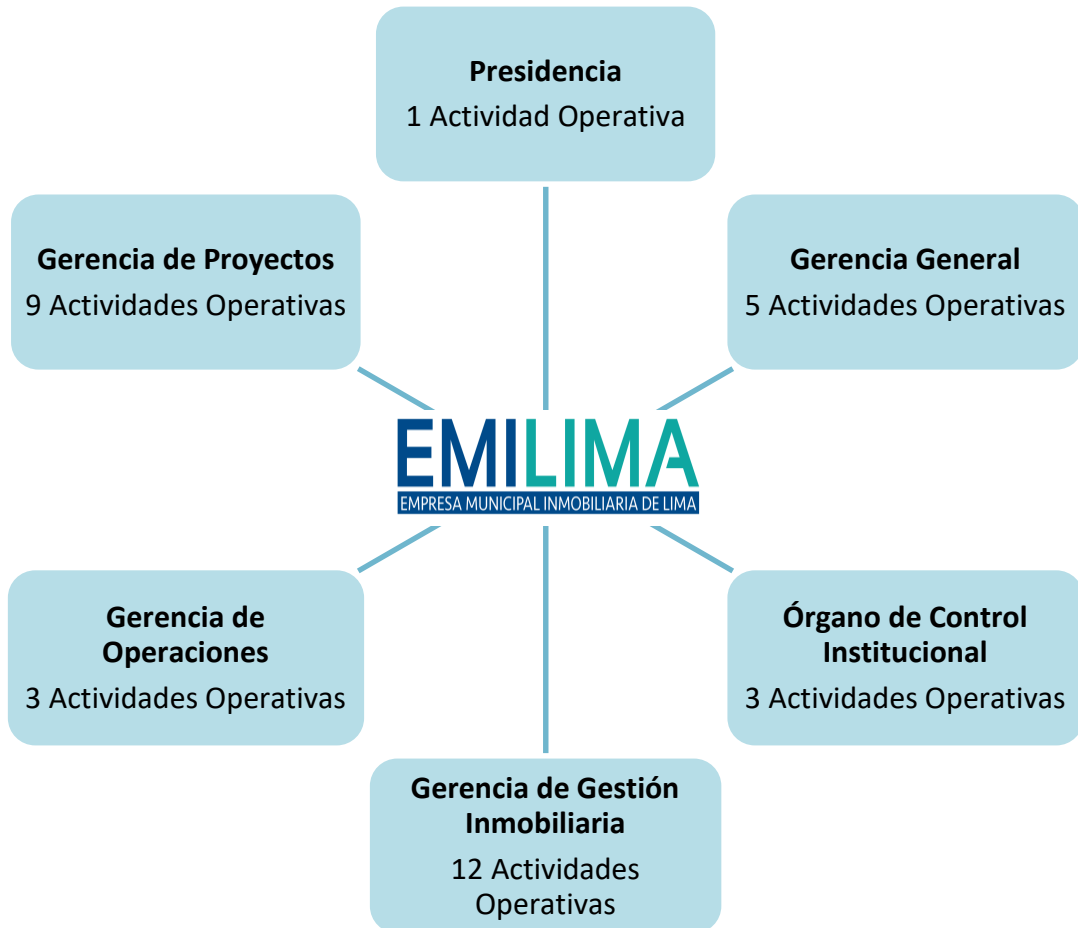 Presidencia
1 Actividad Operativa
Gerencia de Proyectos
9 Actividades Operativas
Gerencia General
5 Actividades Operativas
EMILIMA
EMPRESA MUNICIPAL INMOBILIARIA DE LIMA
Gerencia de
Operaciones
3 Actividades Operativas
Órgano de Control
Institucional
3 Actividades Operativas
Gerencia de Gestión
Inmobiliaria
12 Actividades
Operativas